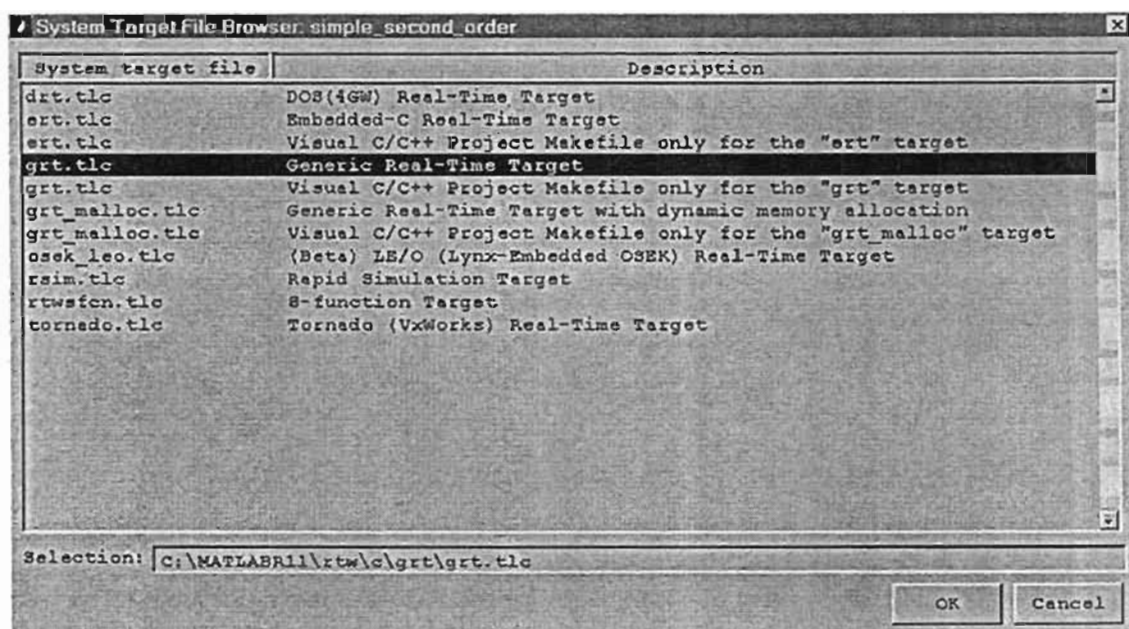 System Target File Browser: simple_second_order
System target file Description
drt.tlc DOS(4GW) Real-Time Target
ert.tlc Embedded-C Real-Time Target
ert.tlc Visual C/C++ Project Makefile only for the "ert" target
grt.tlc Generic Real-Time Target
grt.tlc Visual C/C++ Project Makefile only for the "grt" target
grt_malloc.tlc Generic Real-Time Target with dynamic memory allocation
grt_malloc.tlc Visual C/C++ Project Makefile only for the "grt_malloc" target
osek_leo.tlc (Beta) LE/O (Lynx-Embedded OSEK) Real-Time Target
rsim.tlc Rapid Simulation Target
rtwsfcn.tlc S-function Target
tornado.tlc Tornado (VxWorks) Real-Time Target
Selection: C:\MATLABR11\rtw\c\grt\grt.tlc
OK Cancel